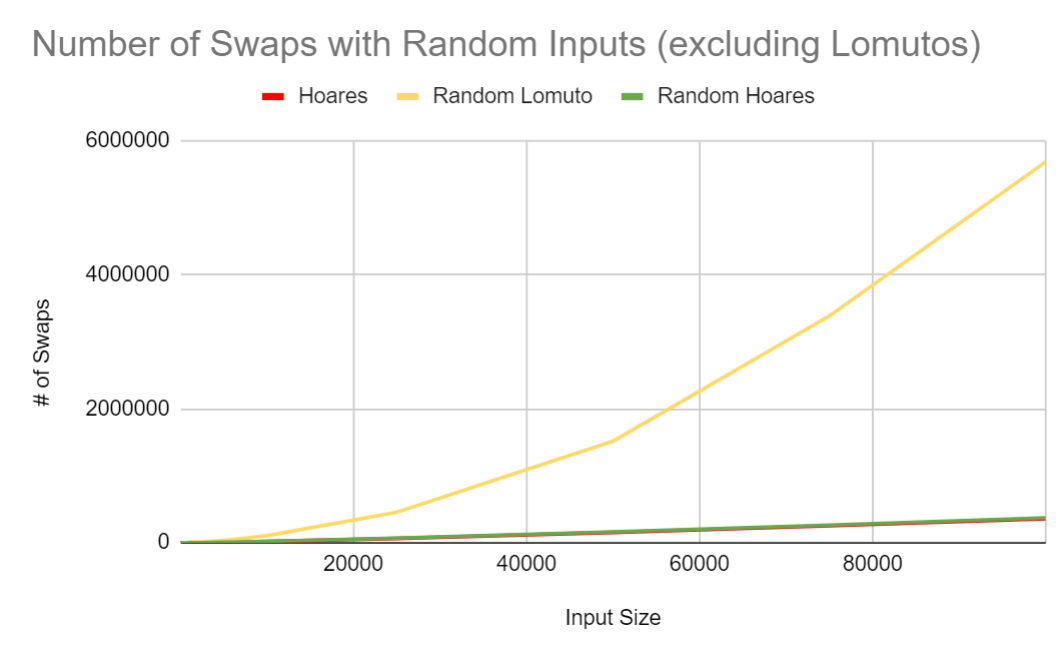 Number of Swaps with Random Inputs (excluding Lomutos)
Hoares Random Lomuto Random Hoares
6000000
4000000
2000000
0
# of Swaps
20000 40000 60000 80000
Input Size